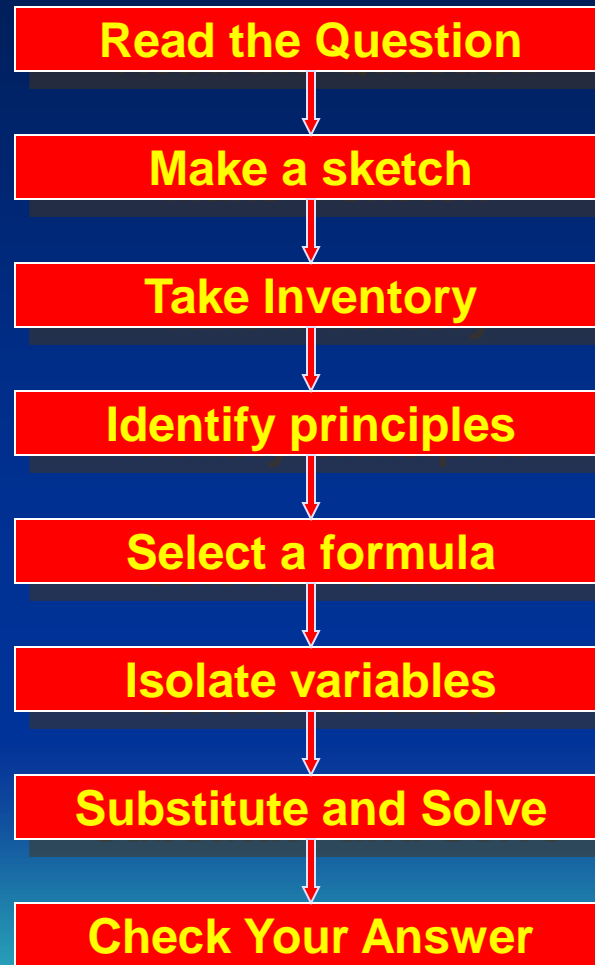 Read the Question
Make a sketch
Take Inventory
Identify principles
Select a formula
Isolate variables
Substitute and Solve
Check Your Answer